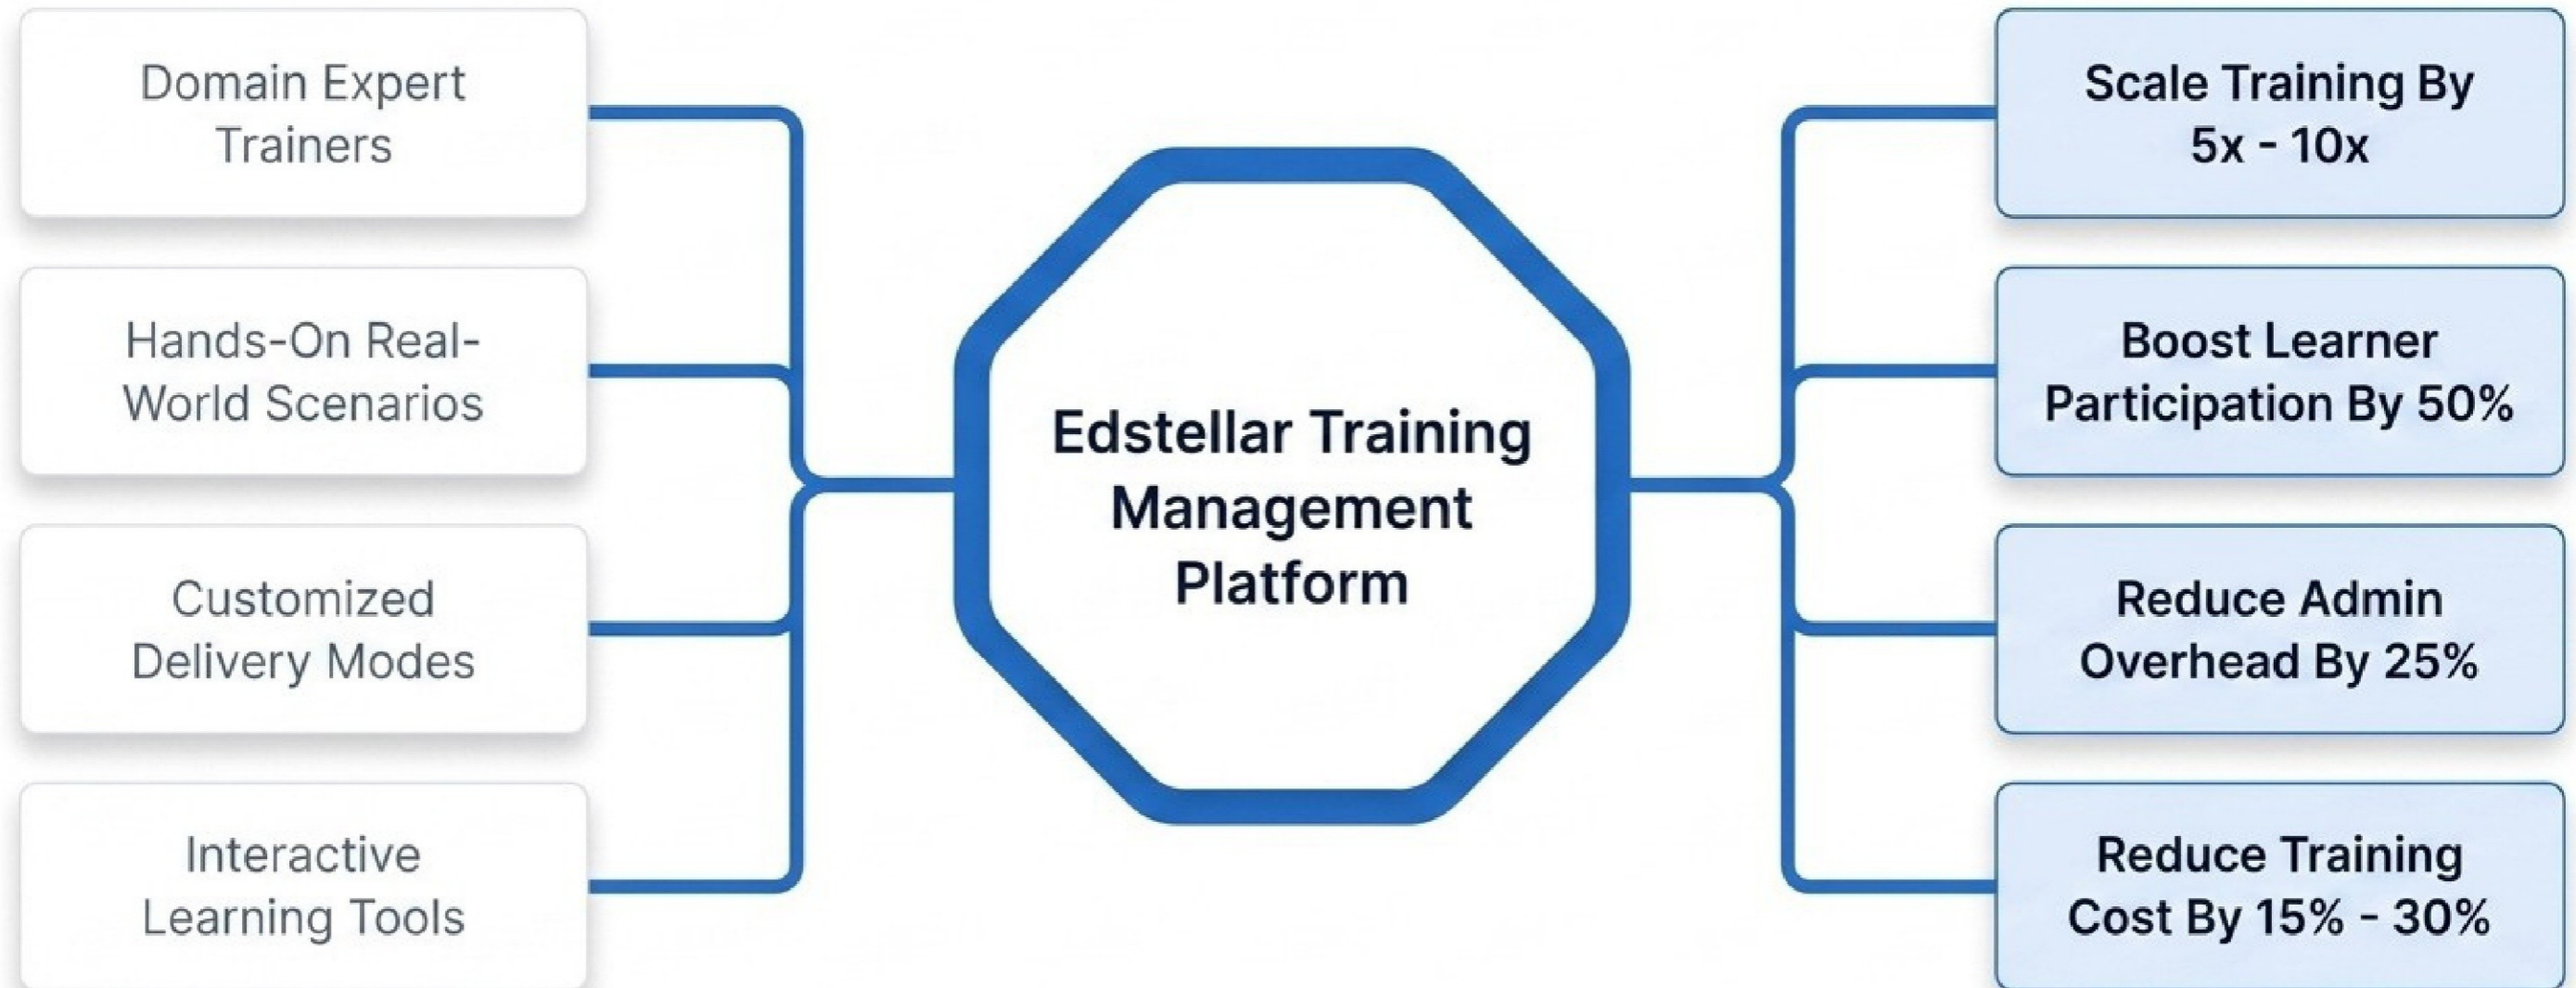 Domain Expert
Trainers
Hands-On Real-
World Scenarios
Customized
Delivery Modes
Interactive
Learning Tools
Edstellar Training
Management
Platform
Scale Training By
5x - 10x
Boost Learner
Participation By 50%
Reduce Admin
Overhead By 25%
Reduce Training
Cost By 15% - 30%